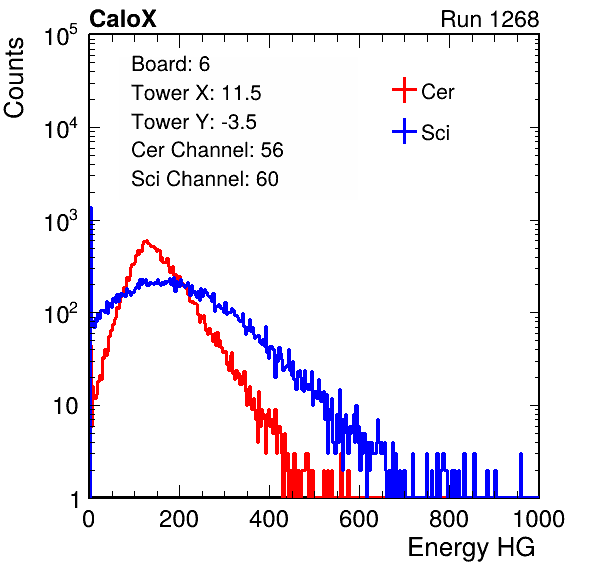 CaloX Run 1268
Counts
Board: 6
Tower X: 11.5
Tower Y: -3.5
Cer Channel: 56
Sci Channel: 60
Cer
Sci
10^5
10^4
10^3
10^2
10
1
0 200 400 600 800 1000
Energy HG